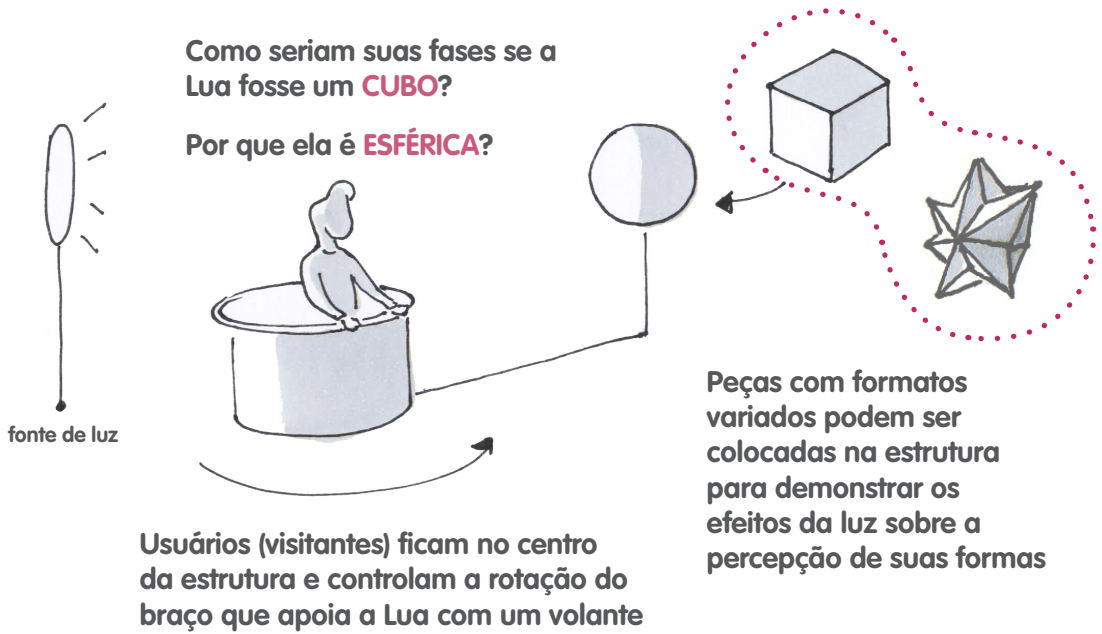 Como seriam suas fases se a
Lua fosse um CUBO?
Por que ela é ESFÉRICA?
fonte de luz
Peças com formatos
variados podem ser
colocadas na estrutura
para demonstrar os
efeitos da luz sobre a
percepção de suas formas
Usuários (visitantes) ficam no centro
da estrutura e controlam a rotação do
braço que apoia a Lua com um volante